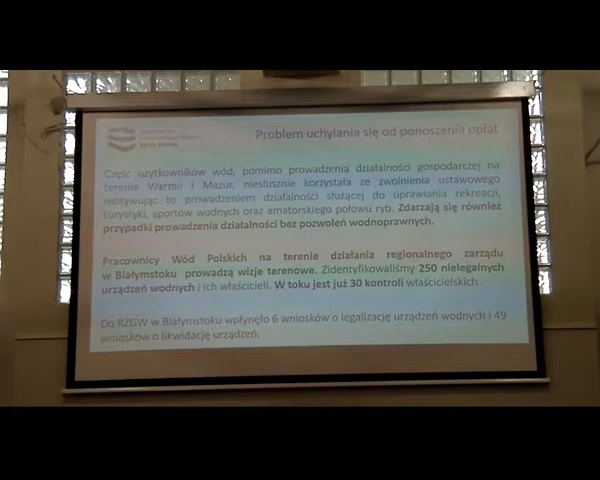 Problem uchylania się od ponoszenia opłat
Część użytkowników wód, pomimo prowadzenia działalności gospodarczej na
terenie Warmii i Mazur, niesłusznie korzystała ze zwolnienia ustawowego
motywując to prowadzeniem działalności służącej do uprawiania rekreacji,
turystyki, sportów wodnych oraz amatorskiego połowu ryb. Zdarzają się również
przypadki prowadzenia działalności bez pozwoleń wodnoprawnych.
Pracownicy Wód Polskich na terenie działania regionalnego zarządu
w Białymstoku prowadzą wizje terenowe. Zidentyfikowaliśmy 250 nielegalnych
urządzeń wodnych i ich właścicieli. W toku jest już 30 kontroli właścicielskich.
Do RZGW w Białymstoku wpłynęło 6 wniosków o legalizację urządzeń wodnych i 49
wniosków o likwidację urządzeń.